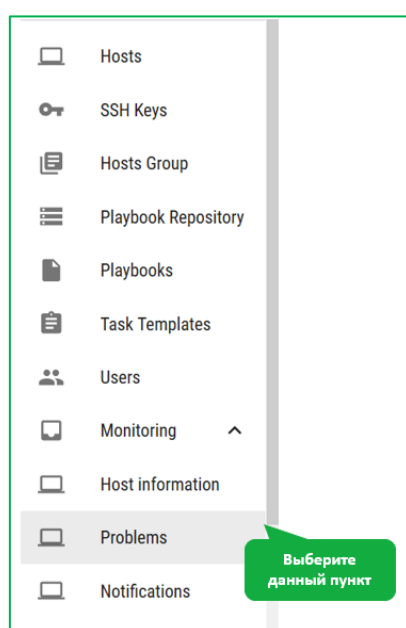 Hosts
SSH Keys
Hosts Group
Playbook Repository
Playbooks
Task Templates
Users
Monitoring
Host information
Problems
Выберите
данный пункт
Notifications